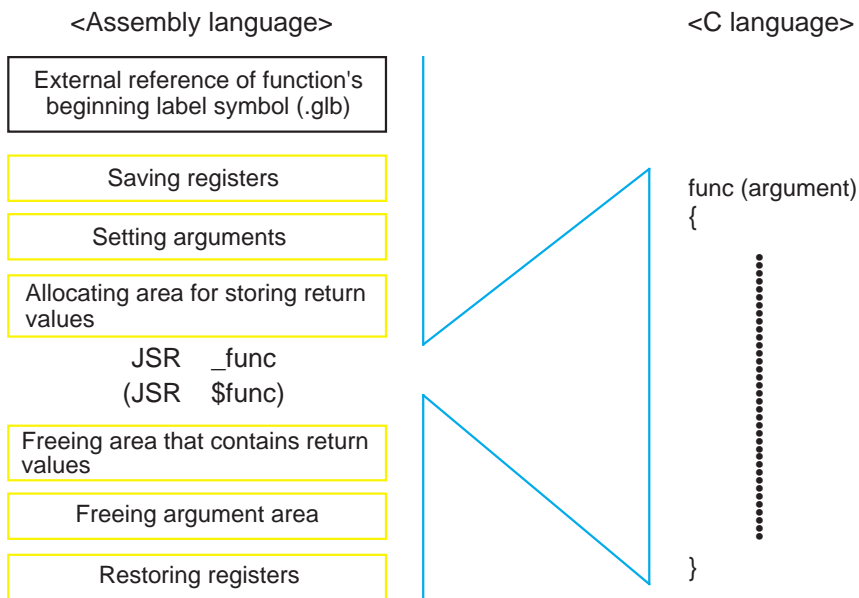 <Assembly language>
<C language>
External reference of function's
beginning label symbol (.glb)
Saving registers
Setting arguments
Allocating area for storing return
values
JSR _func
(JSR $func)
Freeing area that contains return
values
Freeing argument area
Restoring registers
func (argument)
{
}